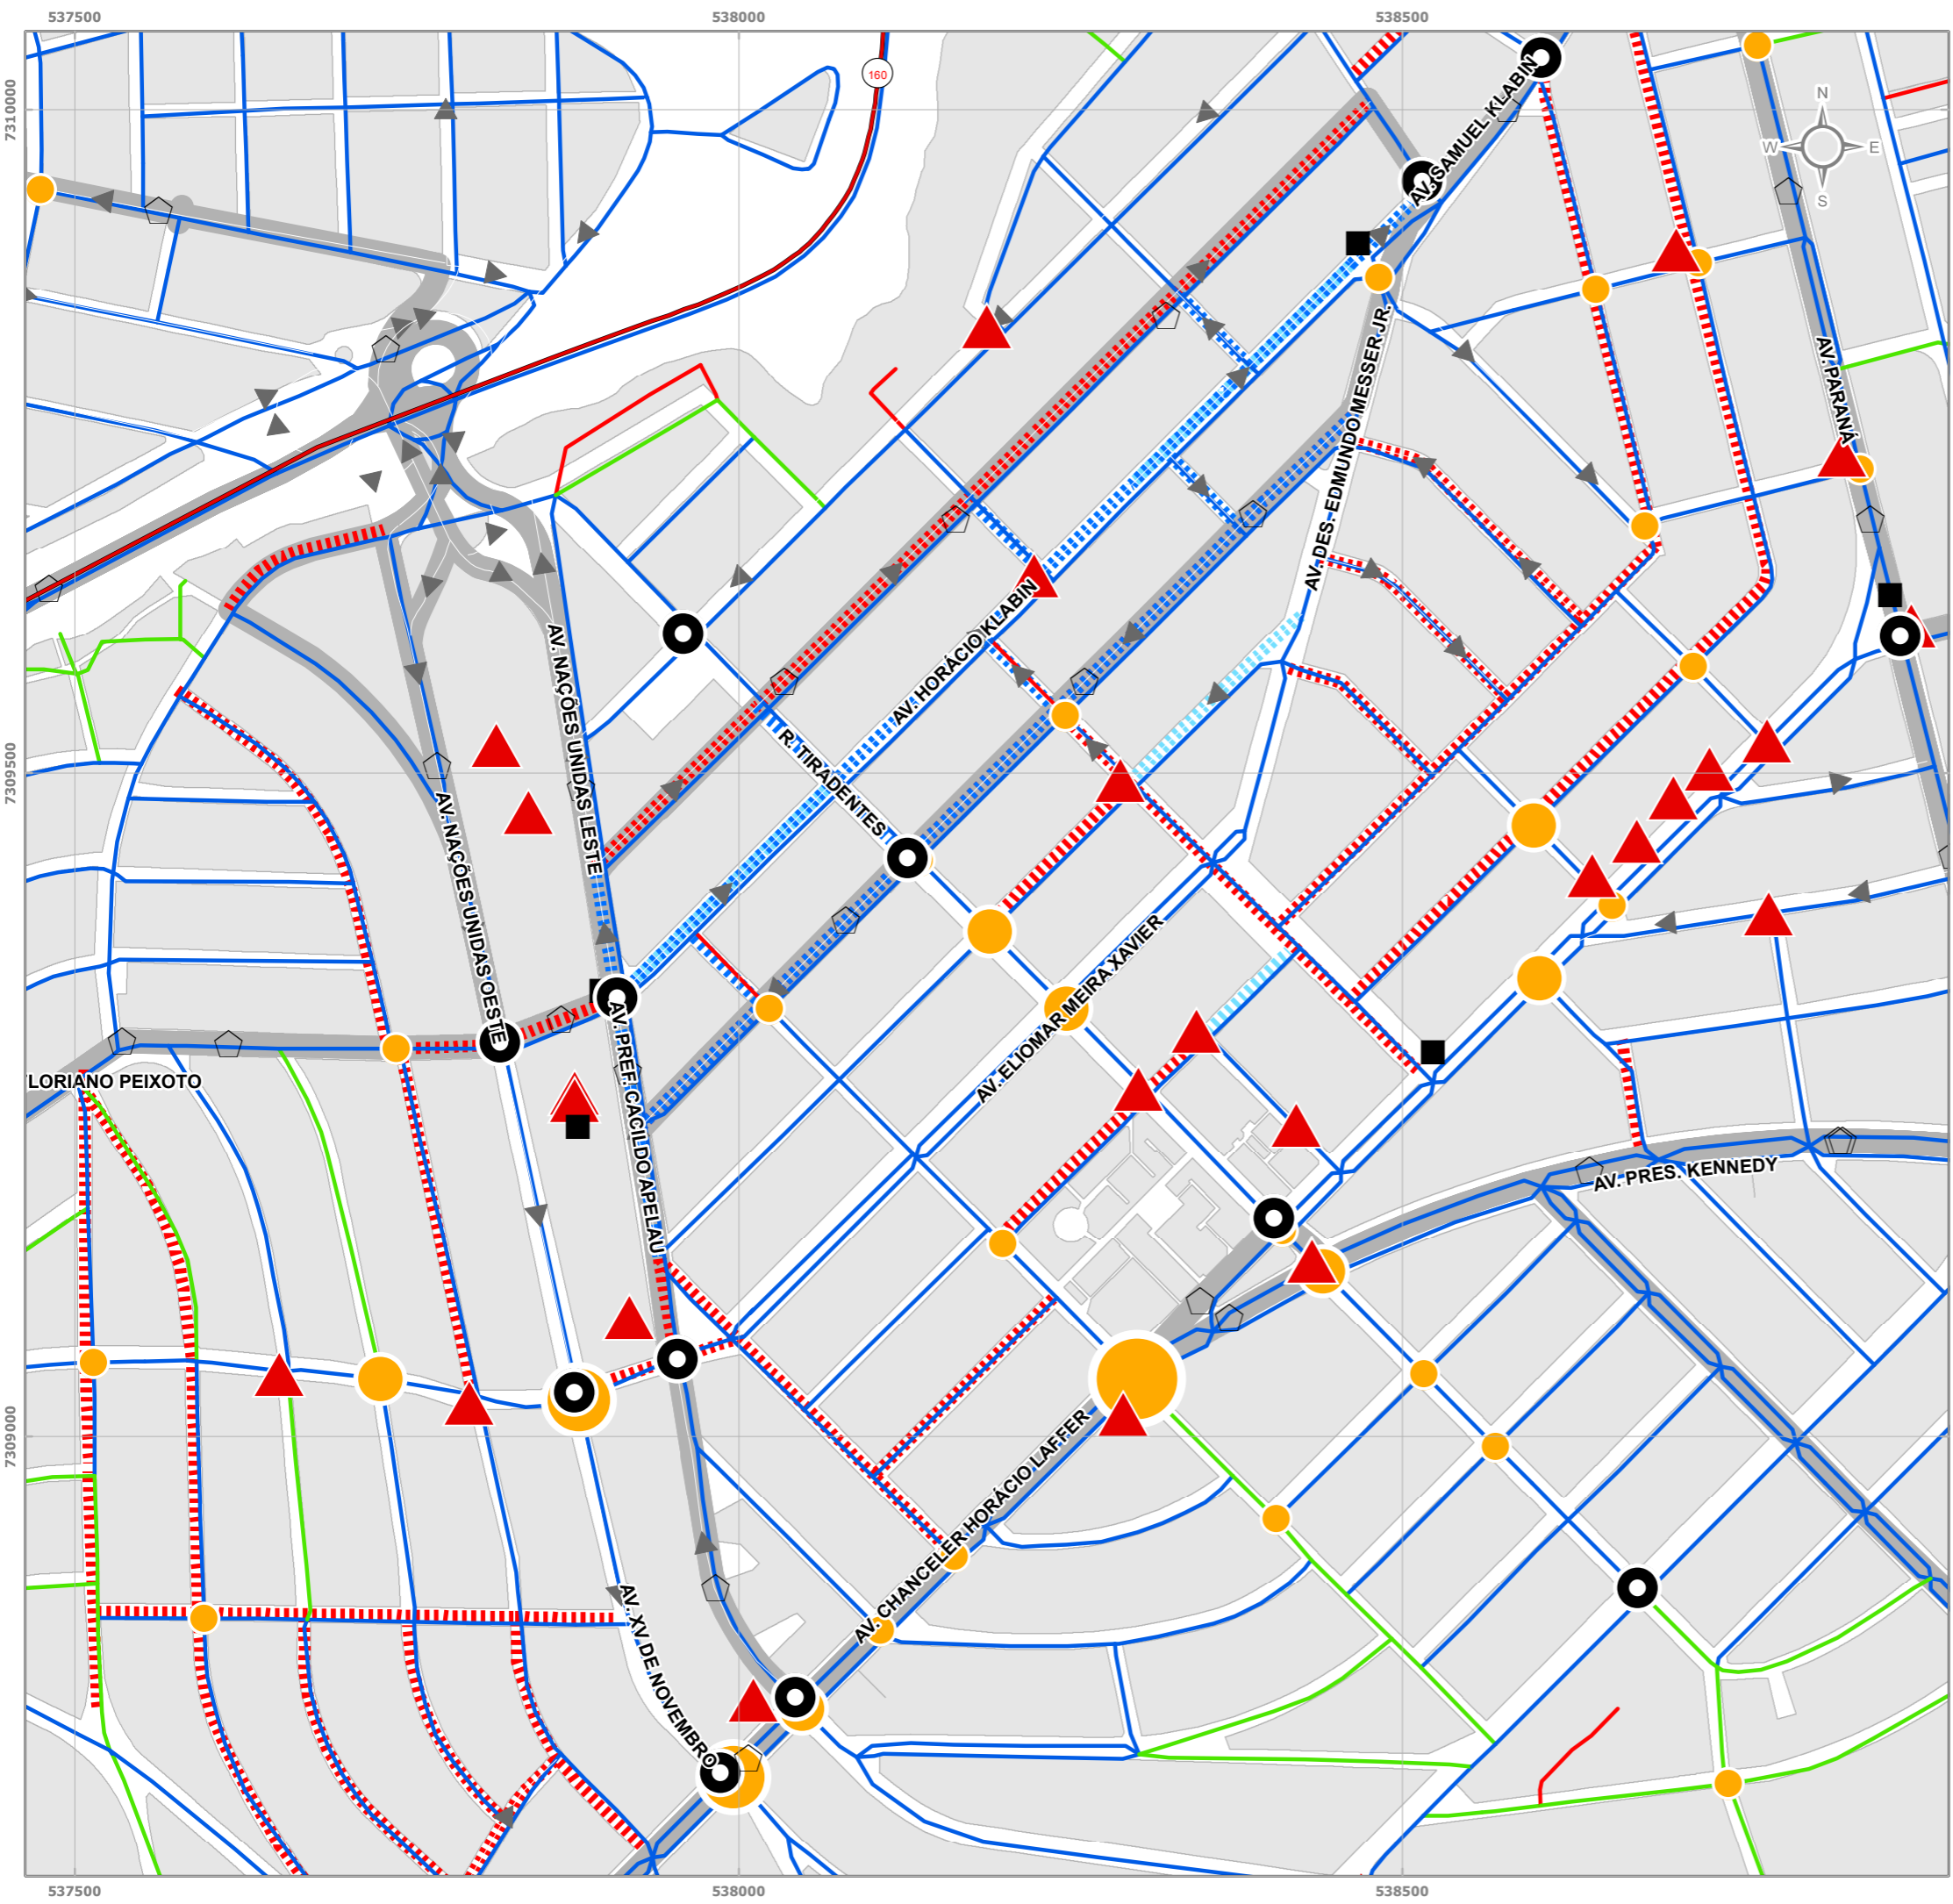 537500
538000
538500
160
7310000
N
W
E
S
AV. SAMUEL KLABIN
AV. DES. EDMUNDO MESSER JR.
AV. PARANÁ
AV. HORÁCIO KLABIN
AV. NAÇÕES UNIDAS LESTE
R. TIRADENTES
7309500
AV. NAÇÕES UNIDAS OESTE
AV. ELIOMAR MEIRA XAVIER
LORIANO PEIXOTO
AV. PREF. CACILDO APELAU
AV. PRES. KENNEDY
7309000
AV. CHANCELER HORÁCIO LAFFER
AV. XV DE NOVEMBRO
537500
538000
538500